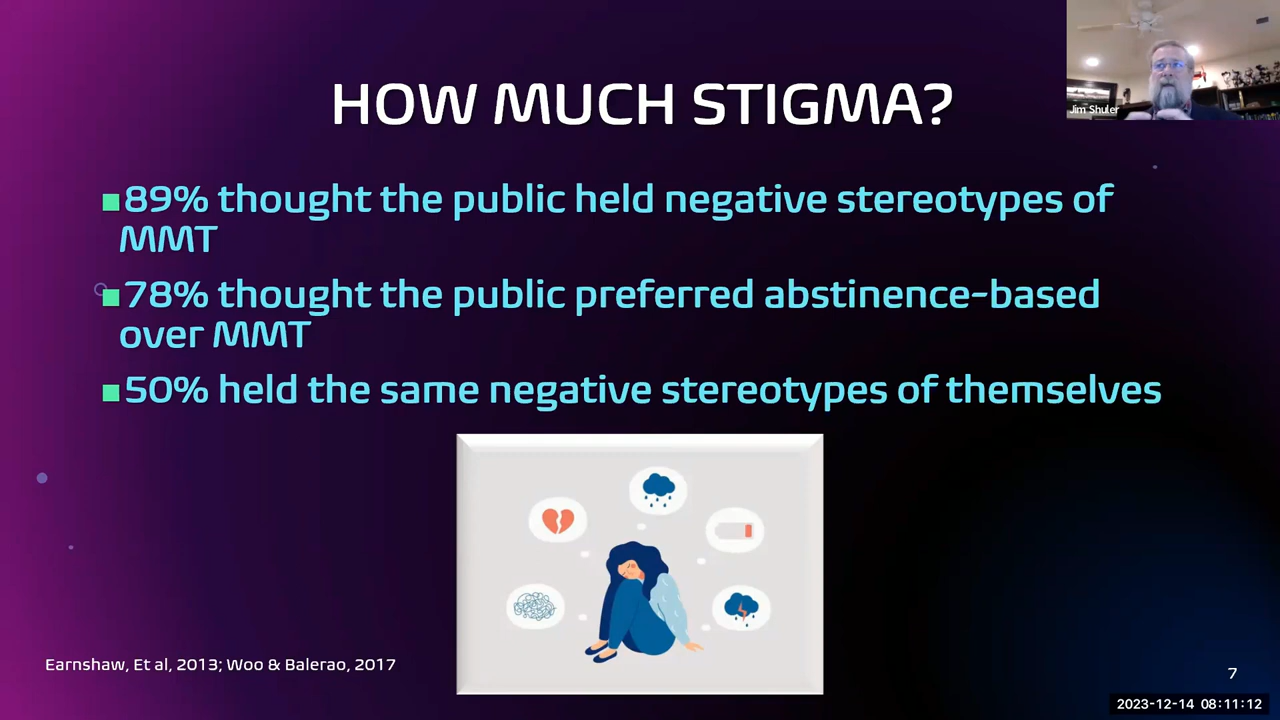 HOW MUCH STIGMA?
Jim Shuler
■89% thought the public held negative stereotypes of
MMT
■78% thought the public preferred abstinence-based
over MMT
■50% held the same negative stereotypes of themselves
Earnshaw, Et al, 2013; Woo & Balerao, 2017
7
2023-12-14 08:11:12